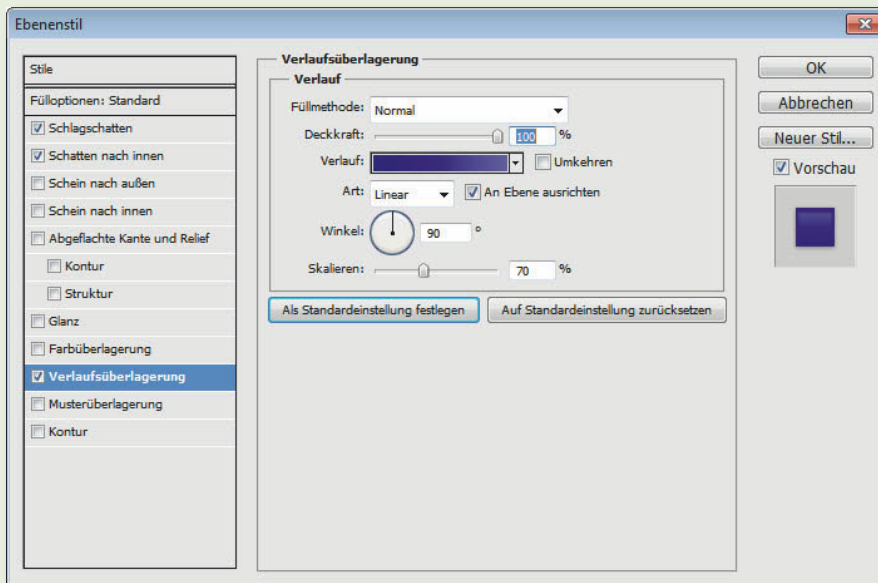 Ebenenstil
Stile
Fülloptionen: Standard
Schlagschatten
Schatten nach innen
Schein nach außen
Schein nach innen
Abgeflachte Kante und Relief
Kontur
Struktur
Glanz
Farbüberlagerung
Verlaufsüberlagerung
Musterüberlagerung
Kontur
Verlaufsüberlagerung
Verlauf
Füllmethode: Normal
Deckkraft: 100 %
Verlauf: Umkehren
Art: Linear An Ebene ausrichten
Winkel: 90 °
Skalieren: 70 %
Als Standardeinstellung festlegen Auf Standardeinstellung zurücksetzen
OK
Abbrechen
Neuer Stil...
Vorschau